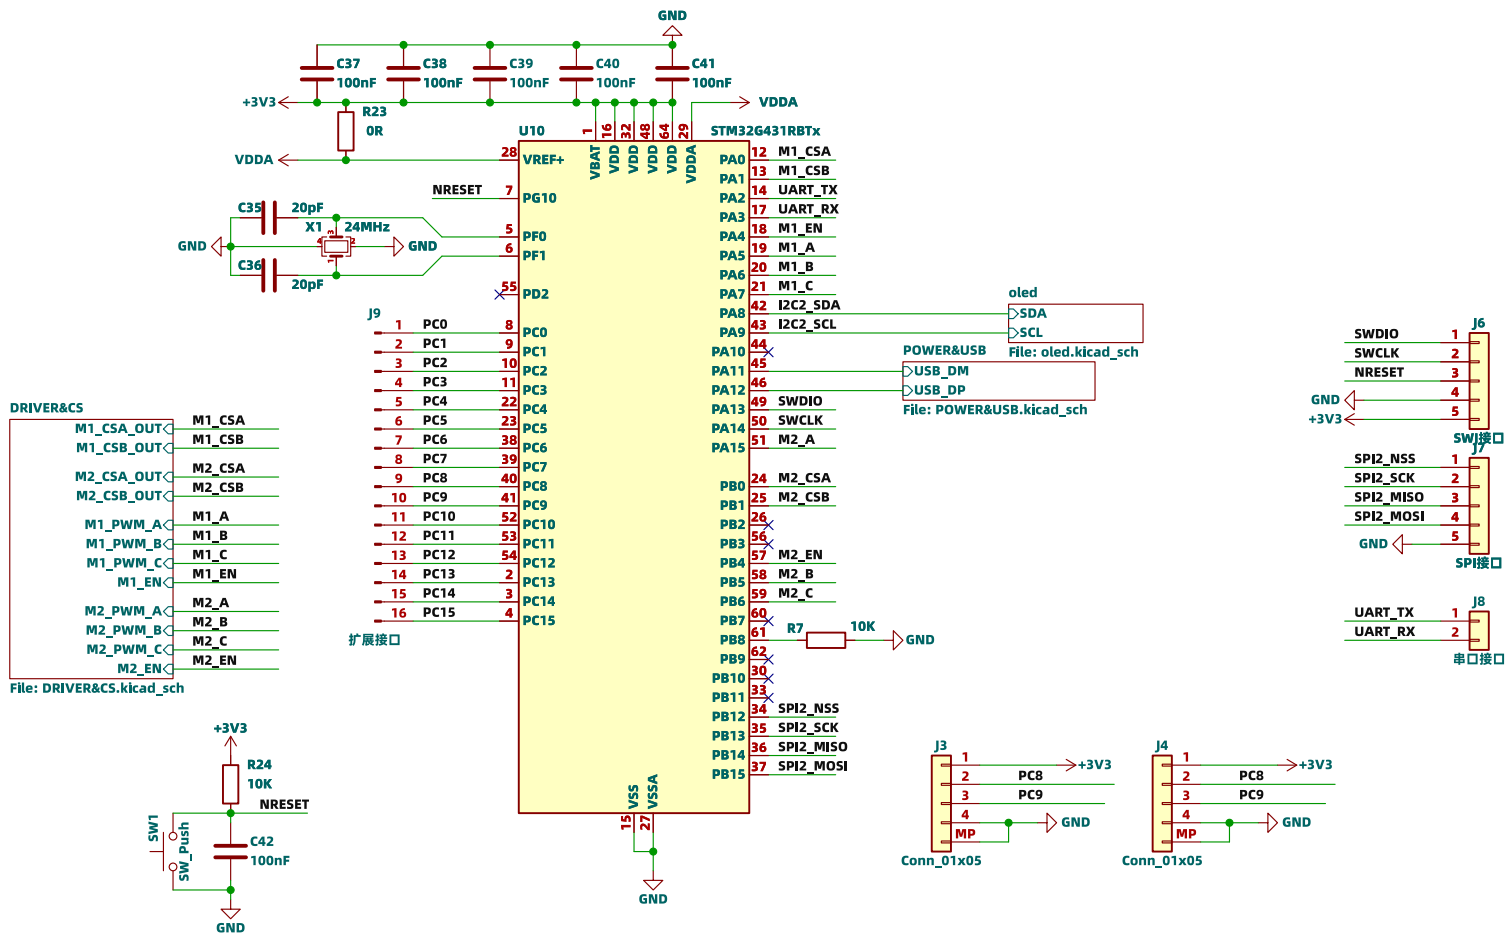 GND
C37
100nF
C38
100nF
C39
100nF
C40
100nF
C41
100nF
+3V3
VDDA
R23
0R
VDDA
U10
STM32G431RBTx
1
16
32
48
64
29
VBAT
VDD
VDD
VDD
VDD
VDDA
28 VREF+
NRESET 7 PG10
5 PF0
6 PF1
55 PD2
C35 20pF
X1 24MHz
3
4
2
1
GND
GND
C36
20pF
J9
1 PC0 8 PC0
2 PC1 9 PC1
3 PC2 10 PC2
4 PC3 11 PC3
5 PC4 22 PC4
6 PC5 23 PC5
7 PC6 38 PC6
8 PC7 39 PC7
9 PC8 40 PC8
10 PC9 41 PC9
11 PC10 52 PC10
12 PC11 53 PC11
13 PC12 54 PC12
14 PC13 2 PC13
15 PC14 3 PC14
16 PC15 4 PC15
扩展接口
PA0 12 M1_CSA
PA1 13 M1_CSB
PA2 14 UART_TX
PA3 17 UART_RX
PA4 18 M1_EN
PA5 19 M1_A
PA6 20 M1_B
PA7 21 M1_C
PA8 42 I2C2_SDA
PA9 43 I2C2_SCL
PA10 44
PA11 45
PA12 46
PA13 49 SWDIO
PA14 50 SWCLK
PA15 51 M2_A
PB0 24 M2_CSA
PB1 25 M2_CSB
PB2 26
PB3 56
PB4 57 M2_EN
PB5 58 M2_B
PB6 59 M2_C
PB7 60
PB8 61
R7 10K GND
PB9 62
PB10 30
PB11 33
PB12 34 SPI2_NSS
PB13 35 SPI2_SCK
PB14 36 SPI2_MISO
PB15 37 SPI2_MOSI
VSS
VSSA
15
27
GND
oled
SDA
SCL
File: oled.kicad_sch
POWER&USB
USB_DM
USB_DP
File: POWER&USB.kicad_sch
J6
SWDIO 1
SWCLK 2
NRESET 3
GND 4
+3V3 5
SWI接口
J7
SPI2_NSS 1
SPI2_SCK 2
SPI2_MISO 3
SPI2_MOSI 4
GND 5
SPI接口
J8
UART_TX 1
UART_RX 2
串口接口
DRIVER&CS
M1_CSA_OUT M1_CSA
M1_CSB_OUT M1_CSB
M2_CSA_OUT M2_CSA
M2_CSB_OUT M2_CSB
M1_PWM_A M1_A
M1_PWM_B M1_B
M1_PWM_C M1_C
M1_EN M1_EN
M2_PWM_A M2_A
M2_PWM_B M2_B
M2_PWM_C M2_C
M2_EN M2_EN
File: DRIVER&CS.kicad_sch
+3V3
R24
10K
NRESET
SW1
SW_Push
C42
100nF
GND
J3
1 +3V3
2 PC8
3 PC9
4 GND
MP
Conn_01x05
J4
1 +3V3
2 PC8
3 PC9
4 GND
MP
Conn_01x05